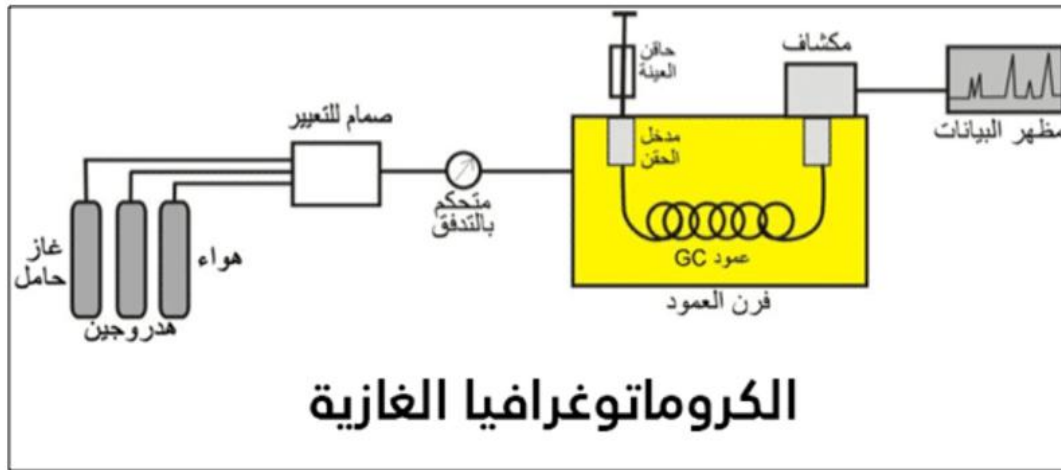 حاقن
العينة
مكشاف
مظهر البيانات
صمام للتعيير
مدخل
الحقن
متحكم
بالتدفق
غاز
حامل
هواء
هدروجين
عمود GC
فرن العمود
الكروماتوغرافيا الغازية